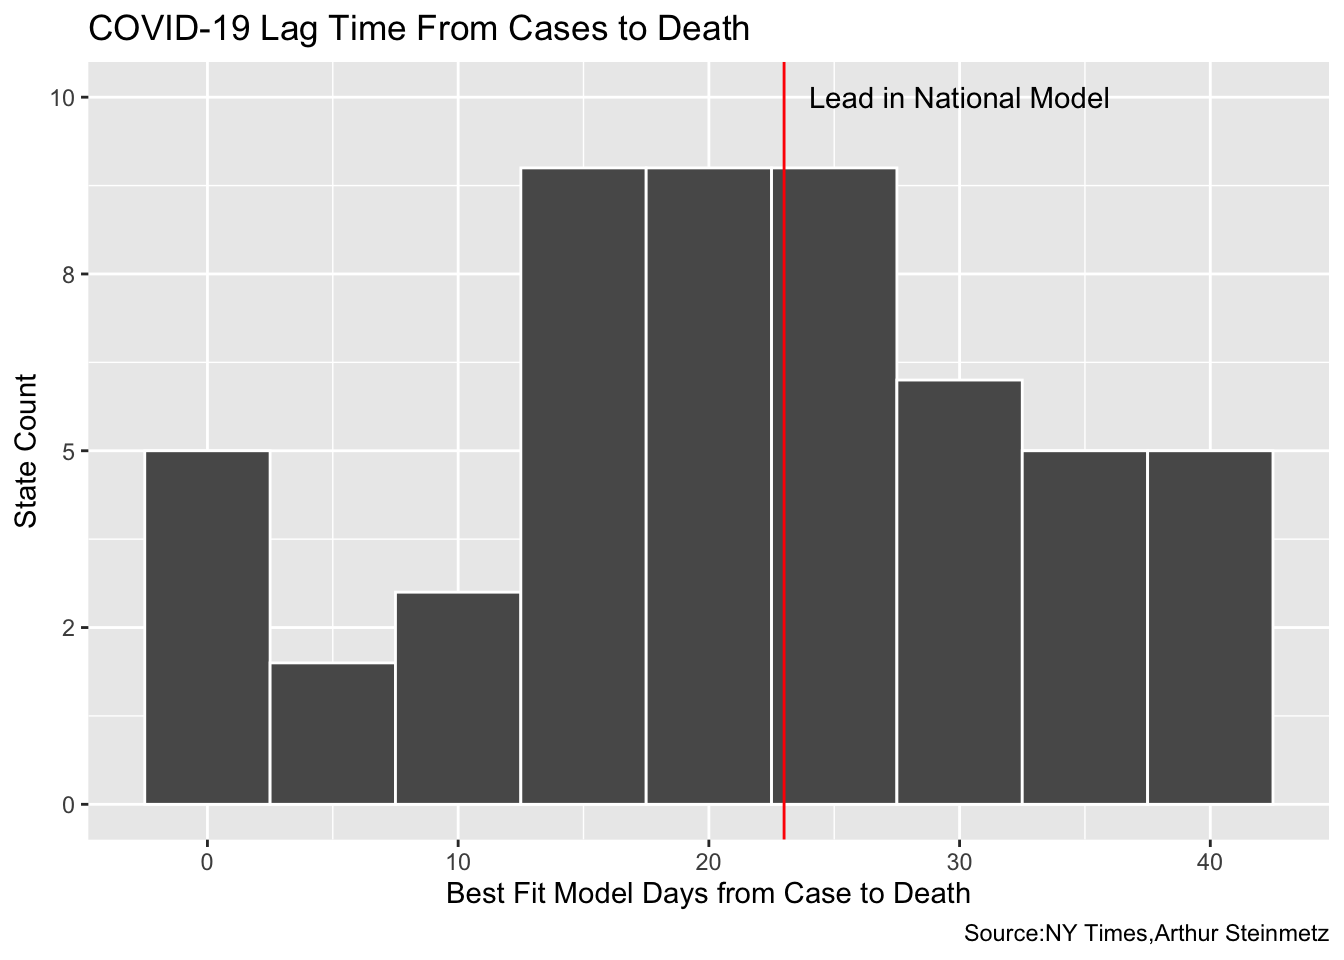 COVID-19 Lag Time From Cases to Death
Lead in National Model
10
8
5
2
0
State Count
0 10 20 30 40
Best Fit Model Days from Case to Death
Source:NY Times,Arthur Steinmetz